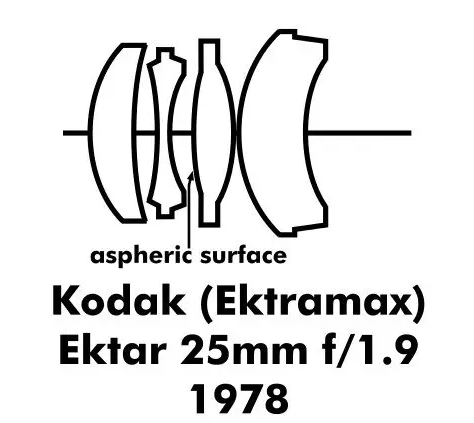 aspheric surface
Kodak (Ektramax)
Ektar 25mm f/1.9
1978